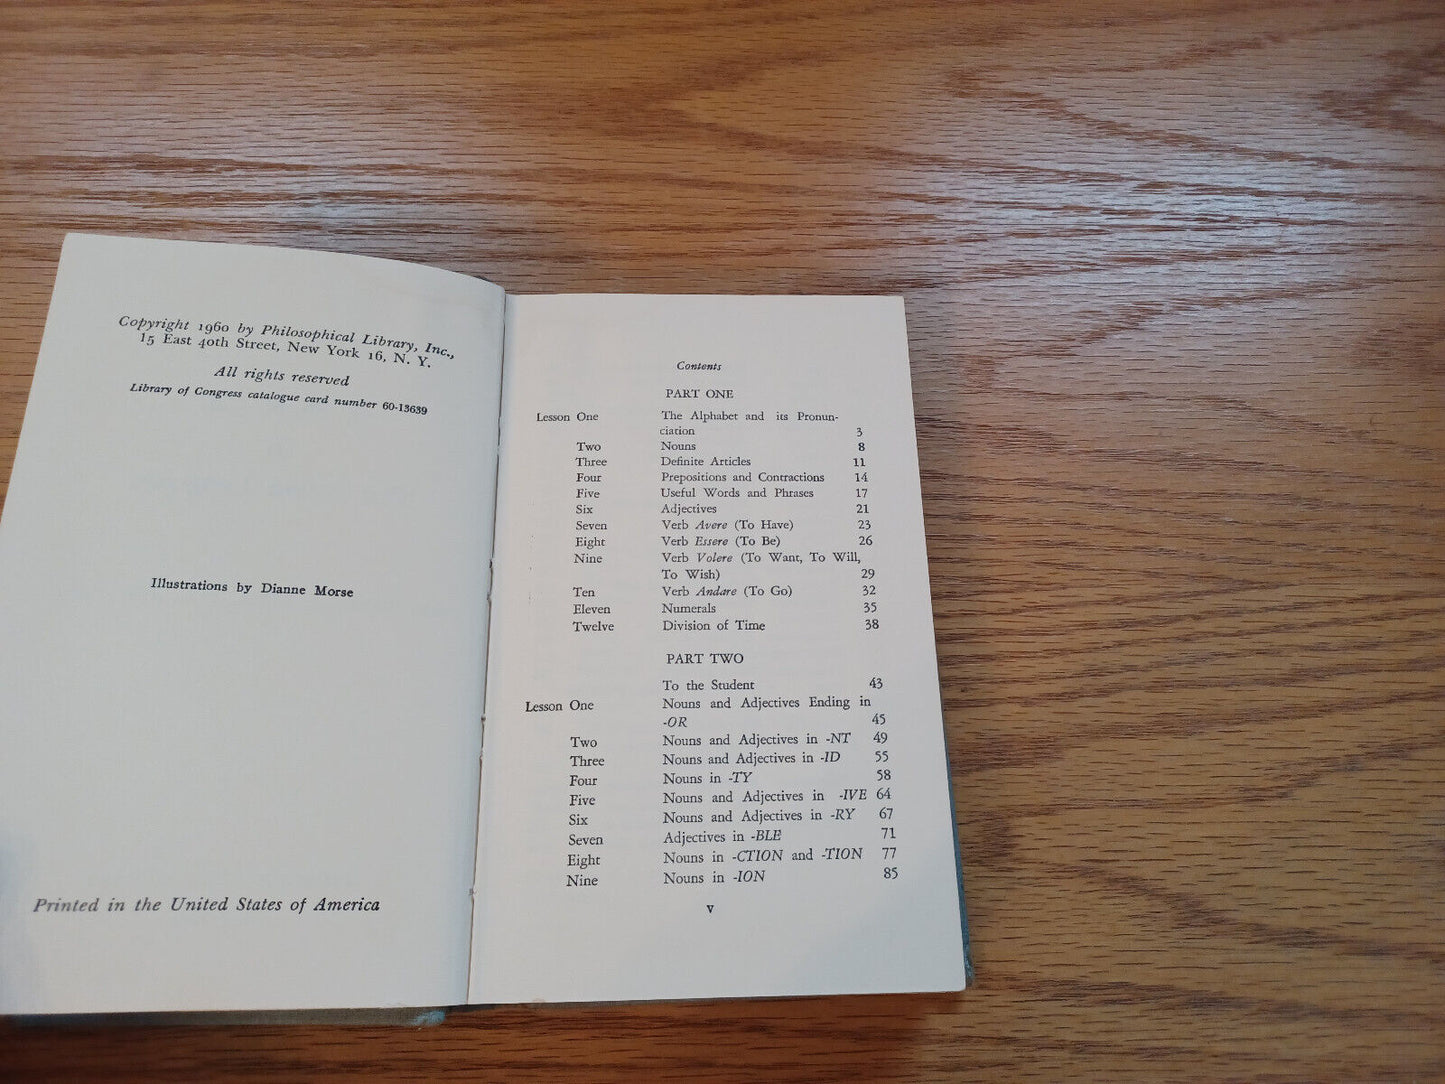 Copyright 1960 by Philosophical Library, Inc.,
15 East 40th Street, New York 16, N. Y.
All rights reserved
Library of Congress catalogue card number 60-13639
Illustrations by Dianne Morse
Printed in the United States of America
Contents
PART ONE
Lesson One The Alphabet and its Pronun-
ciation 3
Two Nouns 8
Three Definite Articles 11
Four Prepositions and Contractions 14
Five Useful Words and Phrases 17
Six Adjectives 21
Seven Verb Avere (To Have) 23
Eight Verb Essere (To Be) 26
Nine Verb Volere (To Want, To Will,
To Wish) 29
Ten Verb Andare (To Go) 32
Eleven Numerals 35
Twelve Division of Time 38
PART TWO
To the Student 43
Lesson One Nouns and Adjectives Ending in
-OR 45
Two Nouns and Adjectives in -NT 49
Three Nouns and Adjectives in -ID 55
Four Nouns in -TY 58
Five Nouns and Adjectives in -IVE 64
Six Nouns and Adjectives in -RY 67
Seven Adjectives in -BLE 71
Eight Nouns in -CTION and -TION 77
Nine Nouns in -ION 85
v